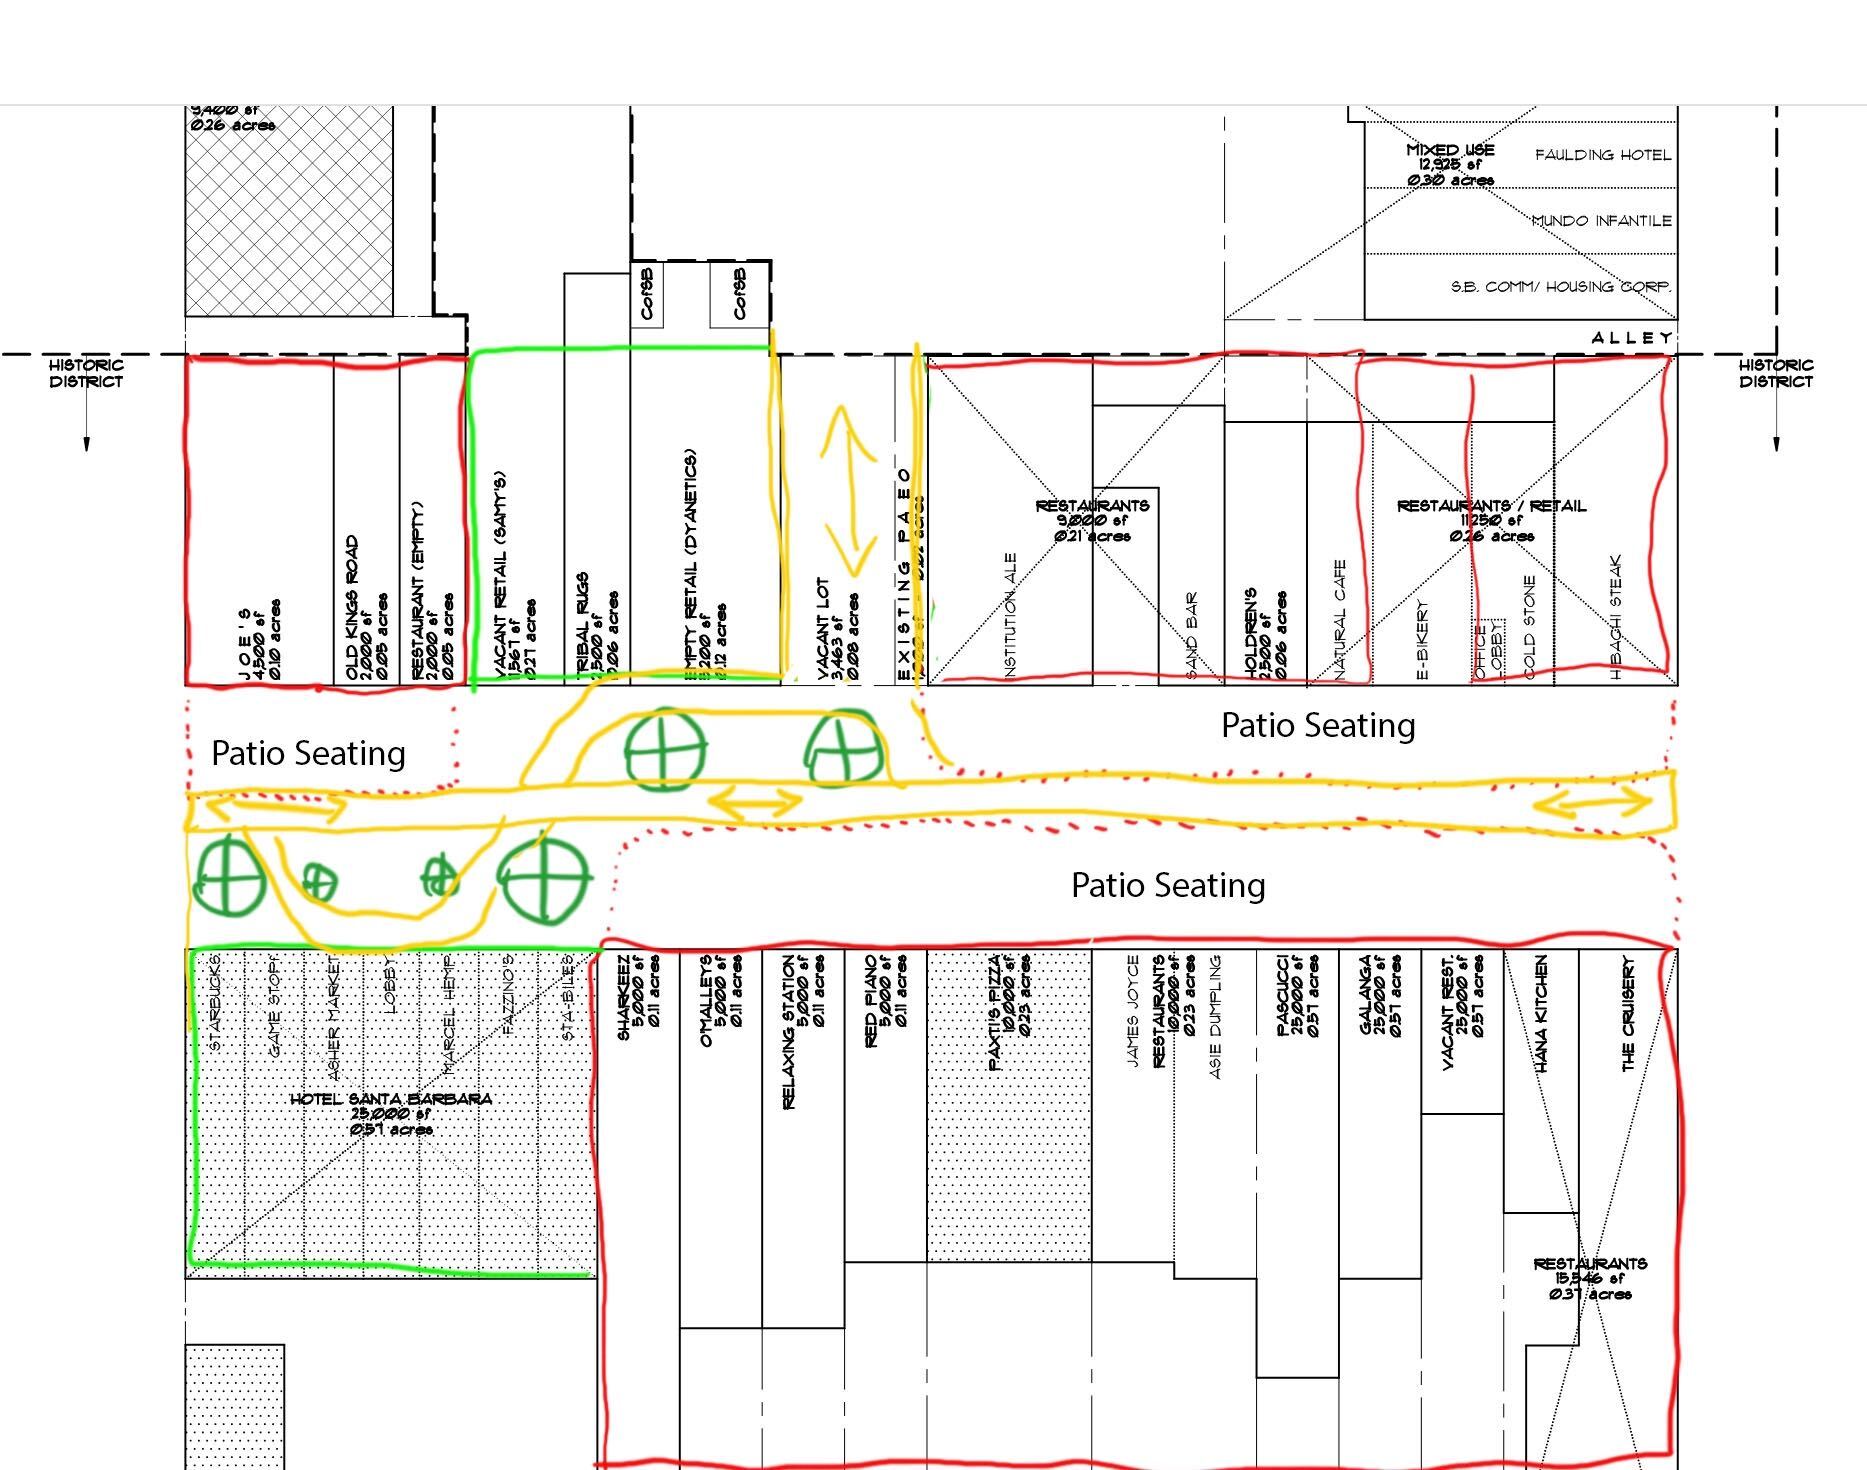 9,400 sf
0.26 acres
MIXED USE
12,925 sf
0.30 acres
FAULDING HOTEL
MUNDO INFANTILE
S.B. COMM/ HOUSING CORP.
CofSB
CofSB
ALLEY
HISTORIC
DISTRICT
HISTORIC
DISTRICT
JOE'S
4,500 sf
0.10 acres
OLD KINGS ROAD
2,000 sf
0.05 acres
RESTAURANT (EMPTY)
2,000 sf
0.05 acres
VACANT RETAIL (SAMY'S)
0.27 acres
TRIBAL RUGS
2,500 sf
0.06 acres
EMPTY RETAIL (DYANETICS)
5,200 sf
0.12 acres
VACANT LOT
3,463 sf
0.08 acres
EXISTING PAEO
RESTAURANTS
9,000 sf
0.21 acres
INSTITUTION ALE
SAND BAR
HOLDREN'S
2,500 sf
0.06 acres
NATURAL CAFE
RESTAURANTS / RETAIL
11,250 sf
0.26 acres
E-BIKERY
OFFICE
LOBBY
COLD STONE
HIBACHI STEAK
Patio Seating
Patio Seating
Patio Seating
STARBUCKS
GAME STOP
ASHER MARKET
LOBBY
MARCEL HEMP
FAZZINO'S
STA-BILES
HOTEL SANTA BARBARA
25,000 sf
0.57 acres
SHARKEEZ
5,000 sf
0.11 acres
O'MALLEYS
5,000 sf
0.11 acres
RELAXING STATION
5,000 sf
0.11 acres
RED PIANO
5,000 sf
0.11 acres
PAXTI'S PIZZA
10,000 sf
0.23 acres
JAMES JOYCE
RESTAURANTS
10,000 sf
0.23 acres
ASIE DUMPLING
PASCUCCI
25,000 sf
0.57 acres
GALANGA
25,000 sf
0.57 acres
VACANT REST.
25,000 sf
0.57 acres
HANA KITCHEN
THE CRUISERY
RESTAURANTS
15,546 sf
0.37 acres